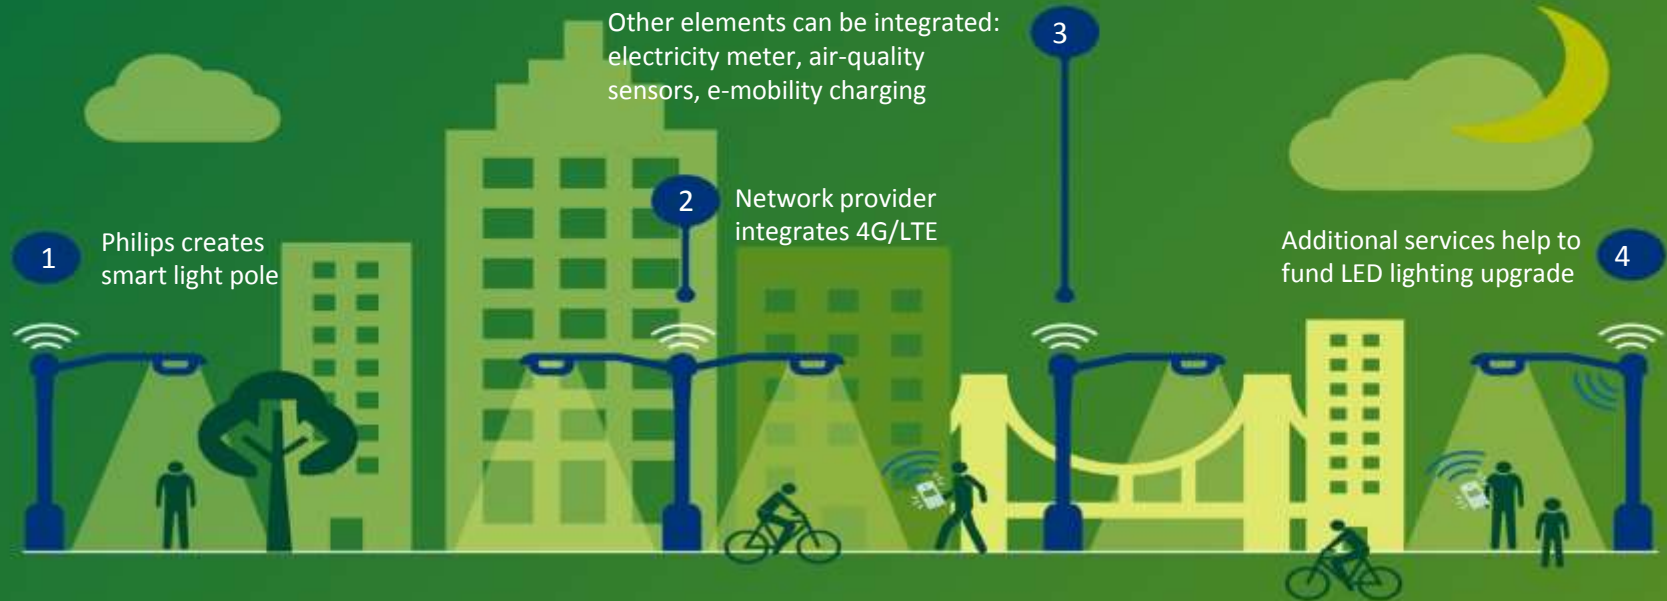 1
Philips creates
smart light pole
2
Network provider
integrates 4G/LTE
3
Other elements can be integrated:
electricity meter, air-quality
sensors, e-mobility charging
4
Additional services help to
fund LED lighting upgrade